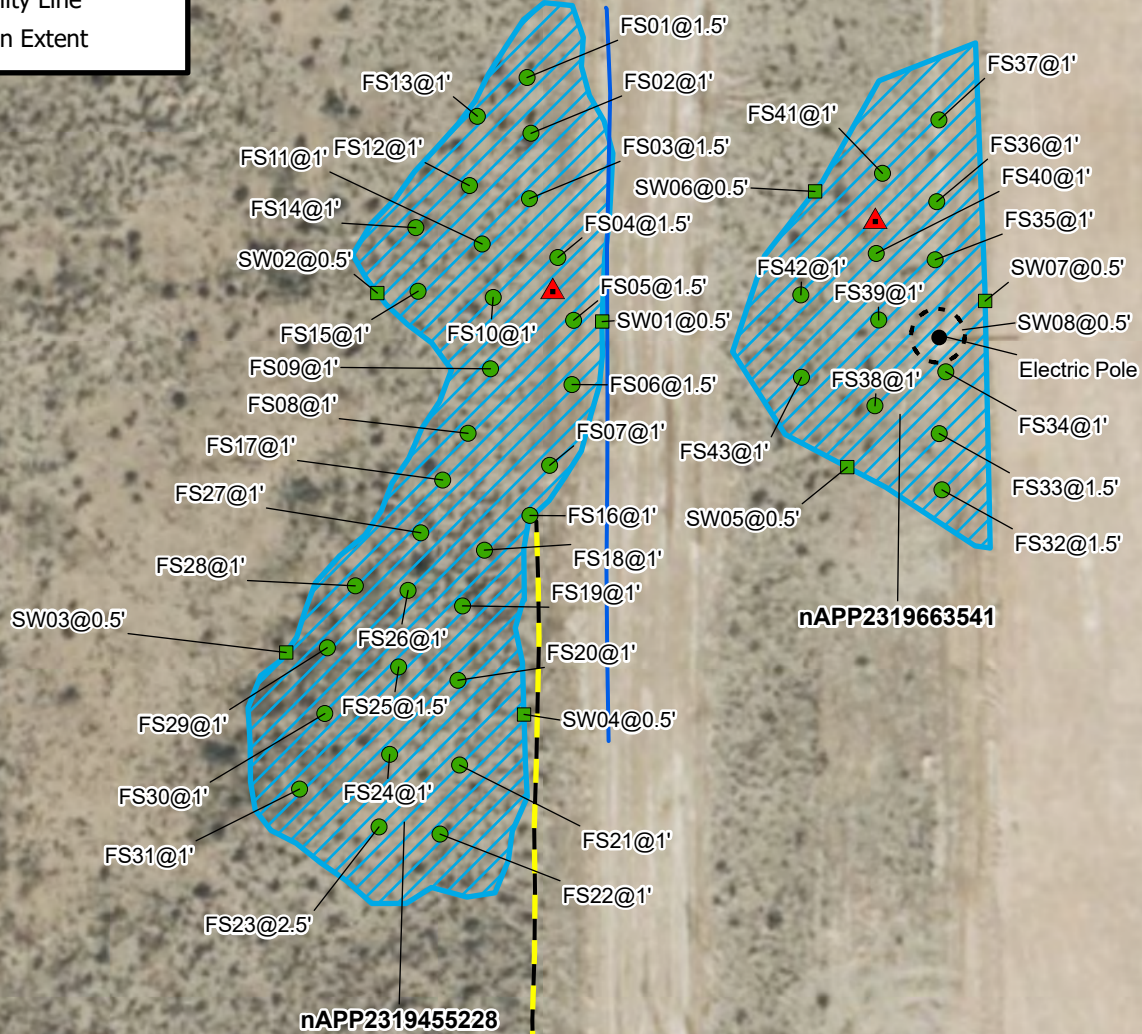 ity Line
n Extent
FS01@1.5'
FS13@1'
FS02@1'
FS12@1'
FS03@1.5'
FS11@1'
FS14@1'
FS04@1.5'
SW02@0.5'
FS05@1.5'
SW01@0.5'
FS15@1'
FS10@1'
FS09@1'
FS06@1.5'
FS08@1'
FS07@1'
FS17@1'
FS27@1'
FS16@1'
FS18@1'
FS28@1'
FS19@1'
SW03@0.5'
FS26@1'
FS20@1'
FS25@1.5'
FS29@1'
SW04@0.5'
FS30@1'
FS24@1'
FS21@1'
FS31@1'
FS22@1'
FS23@2.5'
nAPP2319455228
FS37@1'
FS41@1'
FS36@1'
FS40@1'
SW06@0.5'
FS35@1'
FS42@1'
SW07@0.5'
FS39@1'
SW08@0.5'
Electric Pole
FS38@1'
FS34@1'
FS43@1'
FS33@1.5'
SW05@0.5'
FS32@1.5'
nAPP2319663541